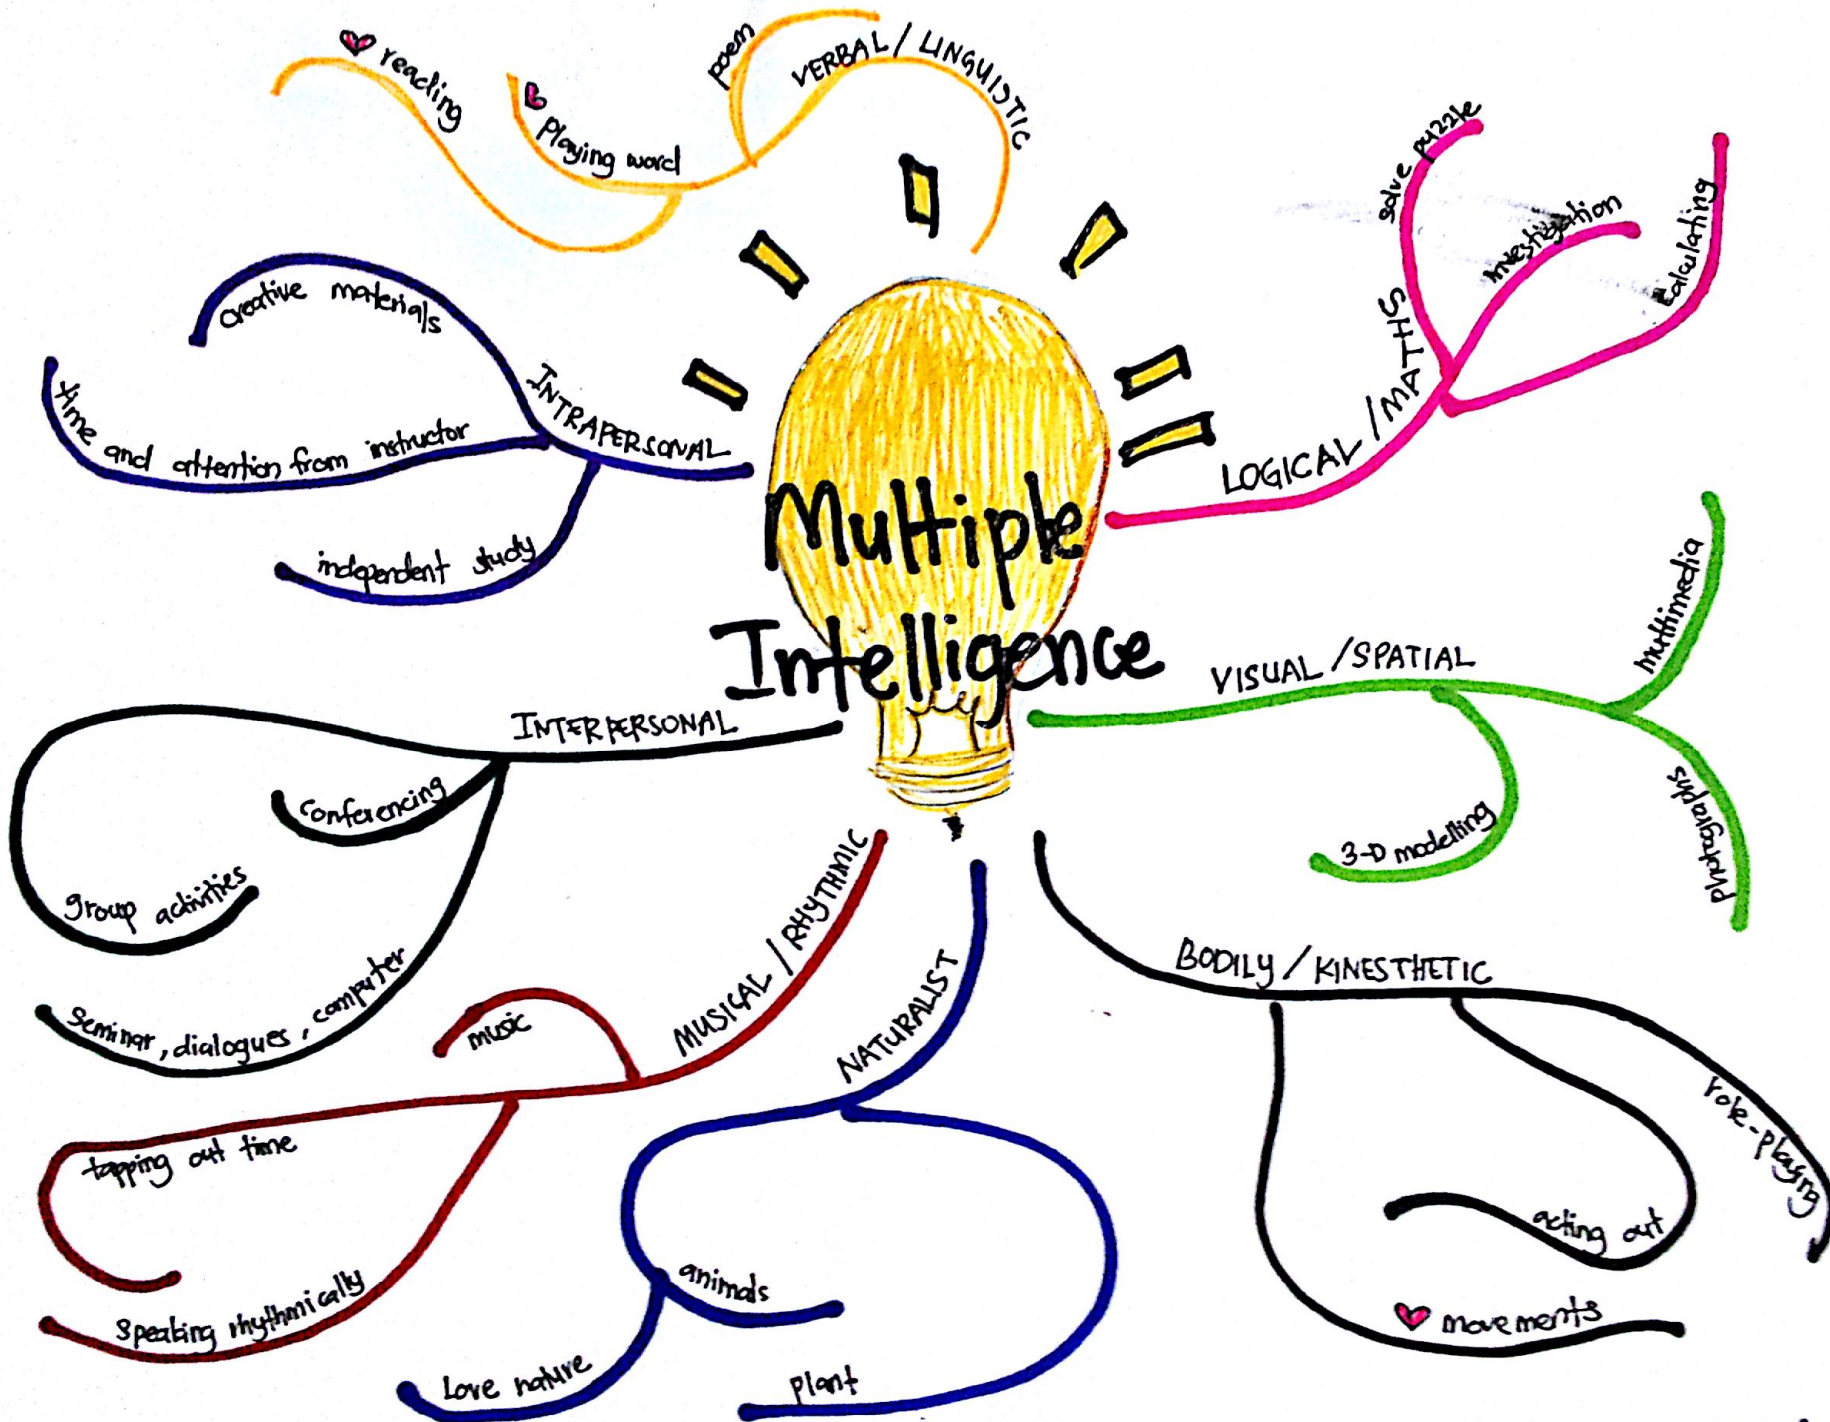 Multiple
Intelligence
VERBAL / LINGUISTIC
poem
playing word
reading
LOGICAL / MATHS
solve puzzle
investigation
calculating
VISUAL / SPATIAL
multimedia
photographs
3-D modelling
BODILY / KINESTHETIC
role-playing
acting out
movements
NATURALIST
animals
love nature
plant
MUSICAL / RHYTHMIC
music
tapping out time
speaking rhythmically
INTERPERSONAL
conferencing
group activities
seminar, dialogues, computer
INTRAPERSONAL
creative materials
time and attention from instructor
independent study